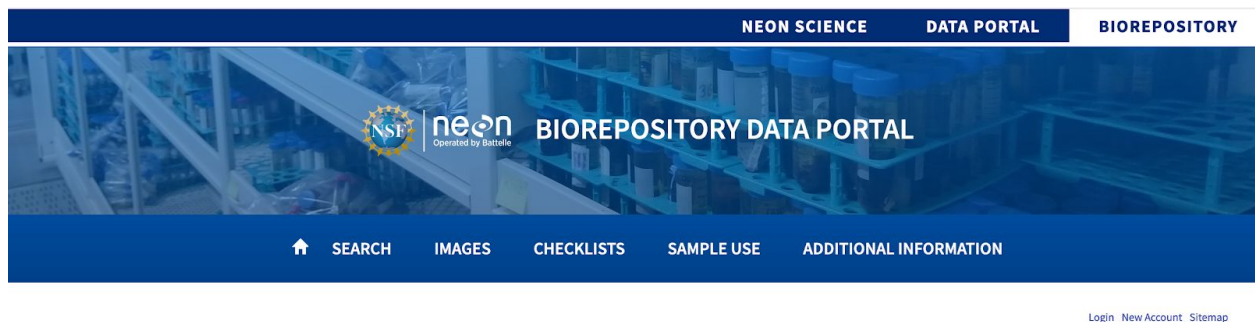 NEON SCIENCE DATA PORTAL BIOREPOSITORY
NSF neon BIOREPOSITORY DATA PORTAL
Operated by Battelle
SEARCH IMAGES CHECKLISTS SAMPLE USE ADDITIONAL INFORMATION
Login New Account Sitemap